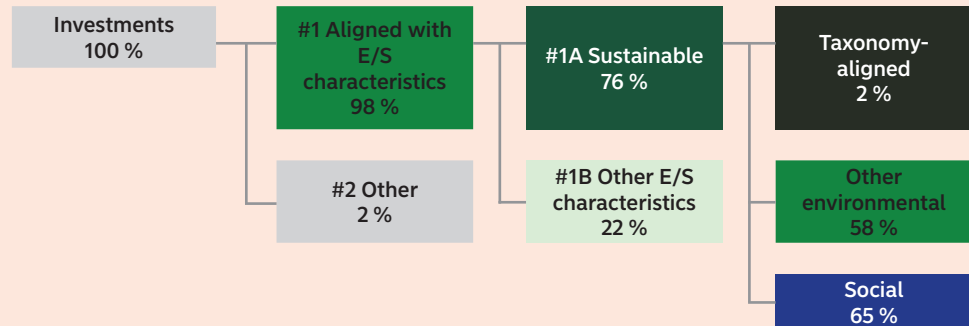 Investments
100 %
#1 Aligned with
E/S
characteristics
98 %
#1A Sustainable
76 %
Taxonomy-
aligned
2 %
#2 Other
2 %
#1B Other E/S
characteristics
22 %
Other
environmental
58 %
Social
65 %